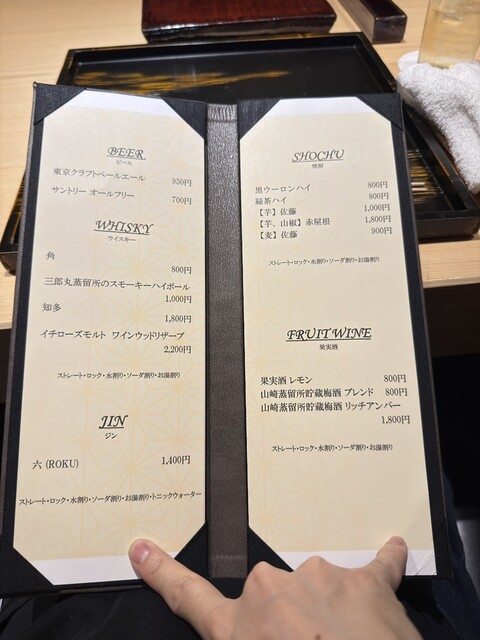 BEER
ビール
東京クラフトペールエール 950円
サントリー オールフリー 700円
WHISKY
ウイスキー
角
800円
三郎丸蒸留所のスモーキーハイボール
1,000円
知多
1,800円
イチローズモルト ワインウッドリザーブ
2,200円
ストレート・ロック・水割り・ソーダ割り・お湯割り
JIN
ジン
六 (ROKU) 1,400円
ストレート・ロック・水割り・ソーダ割り・お湯割り・トニックウォーター
SHOCHU
焼酎
黒ウーロンハイ 800円
緑茶ハイ 800円
【芋】佐藤 1,000円
【芋、山椒】赤屋根 1,800円
【麦】佐藤 900円
ストレート・ロック・水割り・ソーダ割り・お湯割り
FRUIT WINE
果実酒
果実酒 レモン 800円
山崎蒸留所貯蔵梅酒 ブレンド 800円
山崎蒸留所貯蔵梅酒 リッチアンバー
1,800円
ストレート・ロック・水割り・ソーダ割り・お湯割り